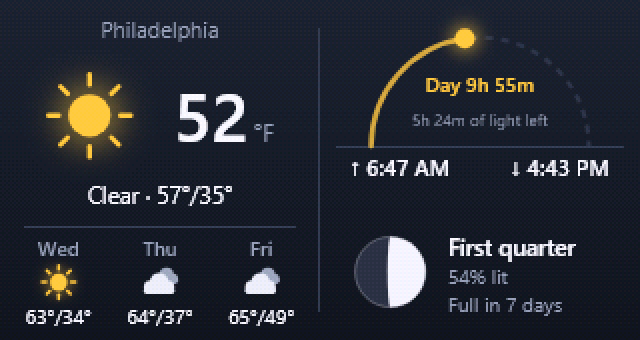 Philadelphia
52 °F
Clear · 57°/35°
Wed Thu Fri
63°/34° 64°/37° 65°/49°
Day 9h 55m
5h 24m of light left
↑ 6:47 AM ↓ 4:43 PM
First quarter
54% lit
Full in 7 days